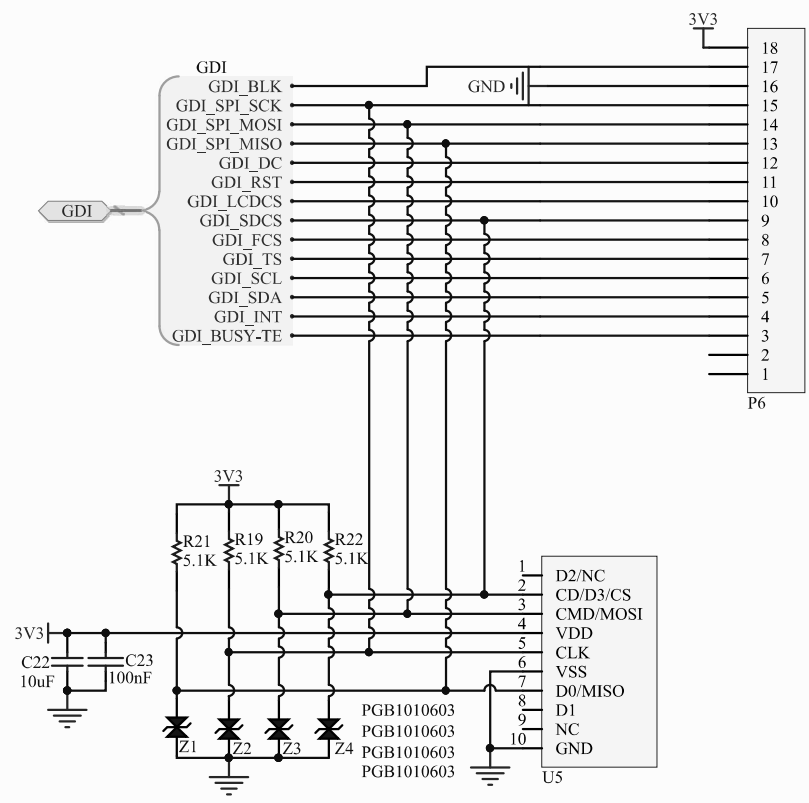 3V3
18
GDI
17
GDI_BLK
GND
16
GDI_SPI_SCK
15
GDI_SPI_MOSI
14
GDI_SPI_MISO
13
GDI_DC
12
GDI_RST
11
GDI_LCDCS
10
GDI
GDI_SDCS
9
GDI_FCS
8
GDI_TS
7
GDI_SCL
6
GDI_SDA
5
GDI_INT
4
GDI_BUSY-TE
3
2
1
P6
3V3
R21
5.1K
R19
5.1K
R20
5.1K
R22
5.1K
1
D2/NC
2
CD/D3/CS
3
CMD/MOSI
3V3
4
VDD
5
CLK
C22
10uF
C23
100nF
6
VSS
7
D0/MISO
8
D1
9
NC
10
GND
U5
Z1
Z2
Z3
Z4
PGB1010603
PGB1010603
PGB1010603
PGB1010603